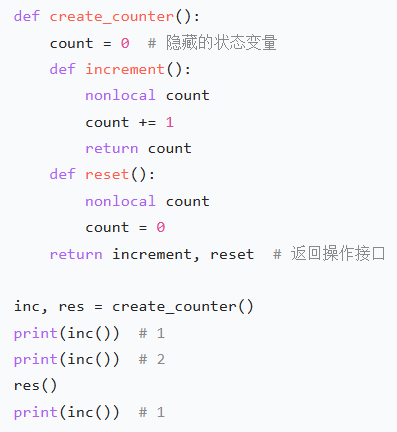 def create_counter():
    count = 0  # 隐藏的状态变量
    def increment():
        nonlocal count
        count += 1
        return count
    def reset():
        nonlocal count
        count = 0
    return increment, reset  # 返回操作接口

inc, res = create_counter()
print(inc())  # 1
print(inc())  # 2
res()
print(inc())  # 1